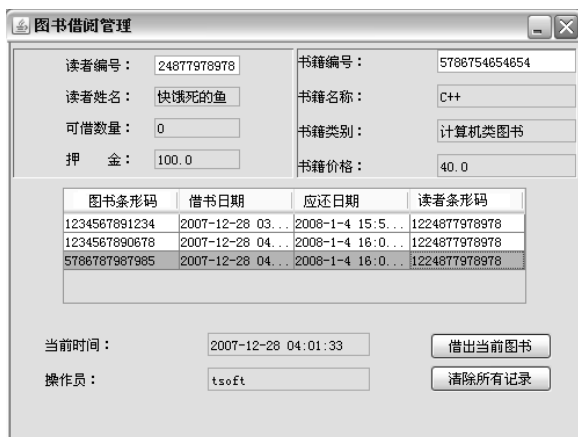 图书借阅管理
读者编号： 24877978978 书籍编号： 5786754654654
读者姓名： 快饿死的鱼 书籍名称： C++
可借数量： 0 书籍类别： 计算机类图书
押 金： 100.0 书籍价格： 40.0
图书条形码 借书日期 应还日期 读者条形码
1234567891234 2007-12-28 03... 2008-1-4 15:5... 1224877978978
1234567890678 2007-12-28 04... 2008-1-4 16:0... 1224877978978
5786787987985 2007-12-28 04... 2008-1-4 16:0... 1224877978978
当前时间： 2007-12-28 04:01:33 借出当前图书
操作员： tsoft 清除所有记录